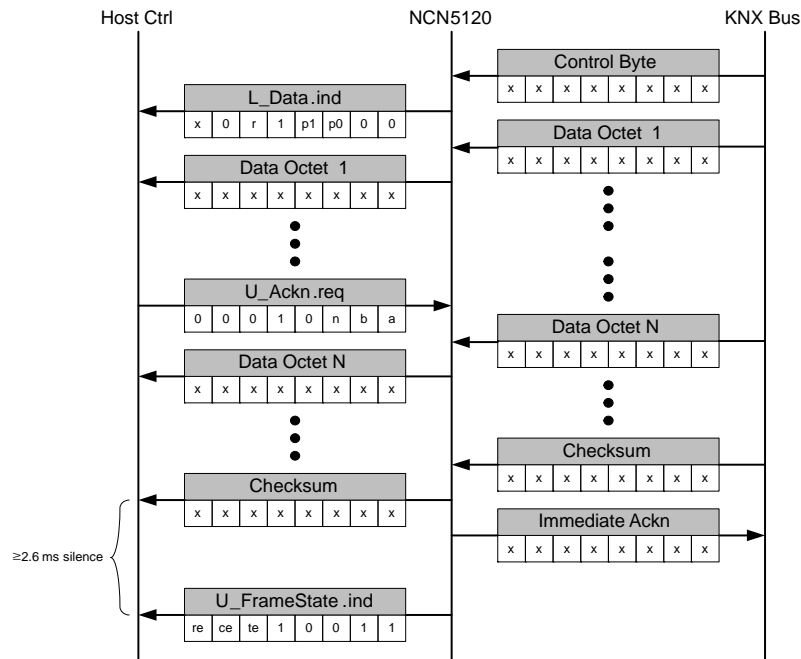 Host Ctrl NCN5120 KNX Bus
Control Byte
x x x x x x x x
L_Data.ind
x 0 r 1 p1 p0 0 0
Data Octet 1
x x x x x x x x
Data Octet 1
x x x x x x x x
U_Ackn.req
0 0 0 1 0 n b a
Data Octet N
x x x x x x x x
Data Octet N
x x x x x x x x
Checksum
x x x x x x x x
Checksum
x x x x x x x x
Immediate Ackn
x x x x x x x x
≥2.6 ms silence
U_FrameState.ind
re ce te 1 0 0 1 1